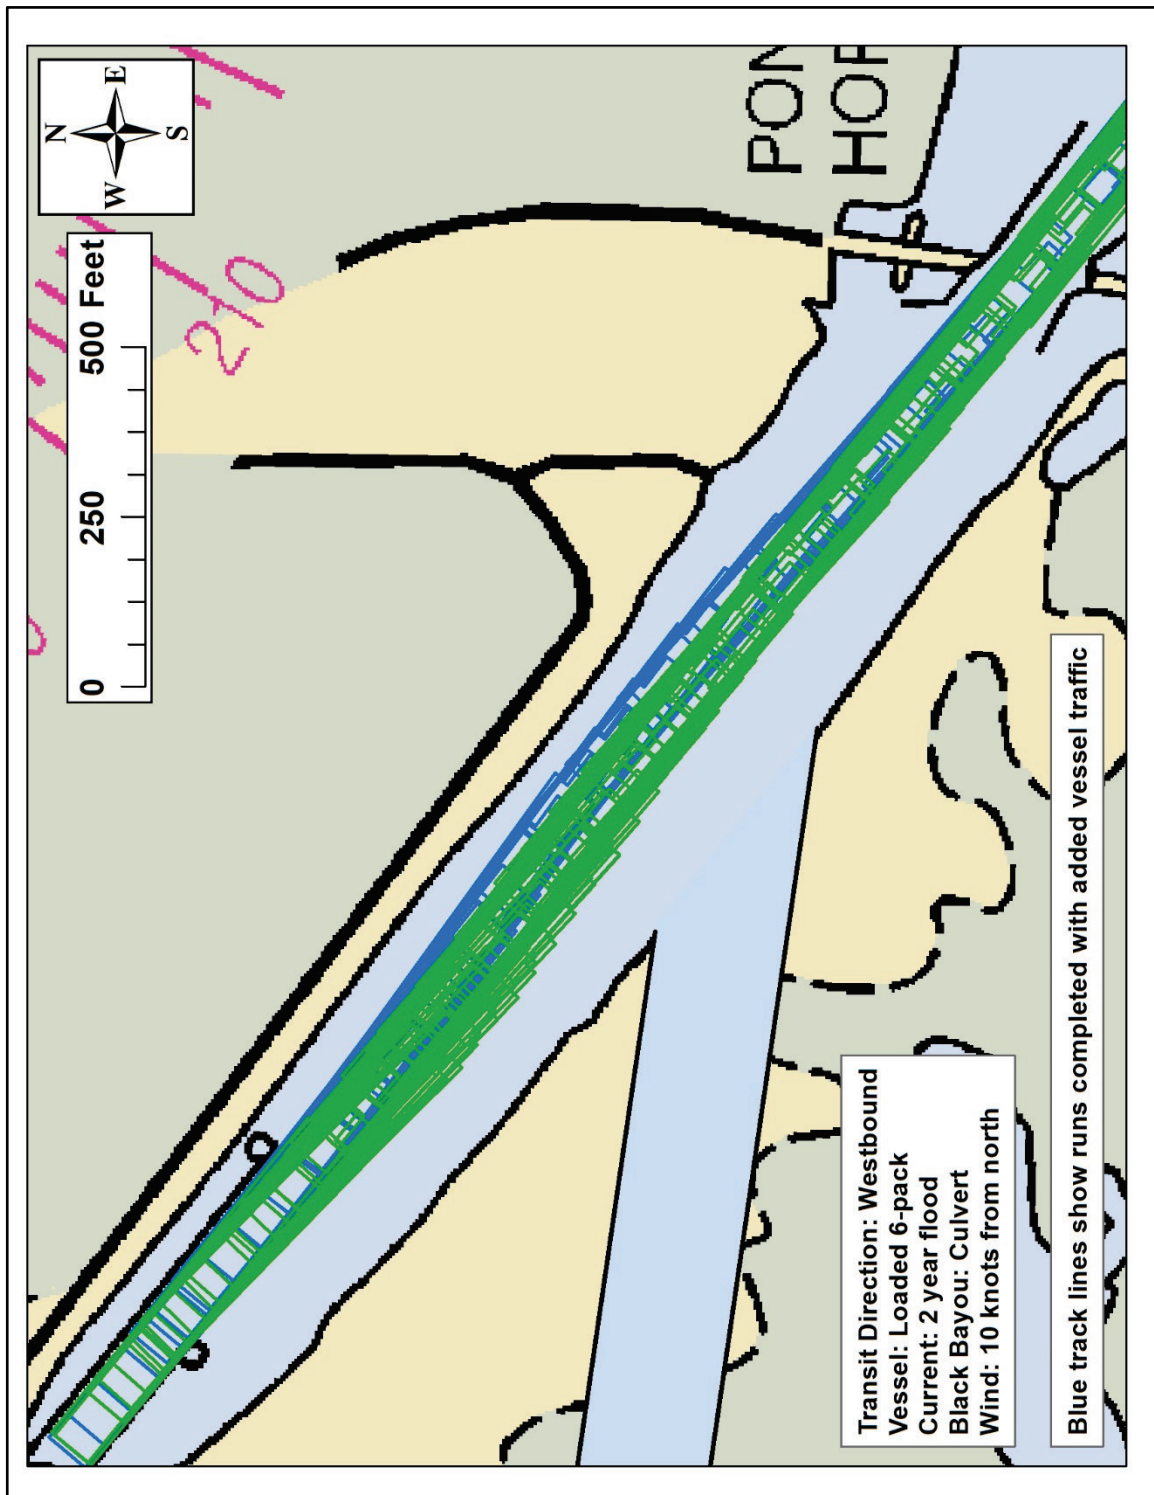 N
W E
S
0 250 500 Feet
210
PON
HOR
Transit Direction: Westbound
Vessel: Loaded 6-pack
Current: 2 year flood
Black Bayou: Culvert
Wind: 10 knots from north
Blue track lines show runs completed with added vessel traffic